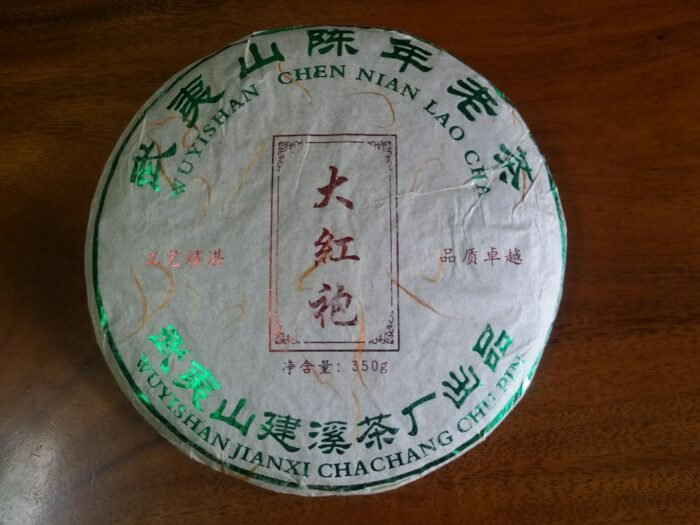 武夷山陈年老茶
WUYISHAN CHEN NIAN LAO CHA
大紅袍
工艺精湛
品质卓越
净含量: 350g
武夷山建溪茶厂出品
WUYISHAN JIANXI CHACHANG CHU PIN